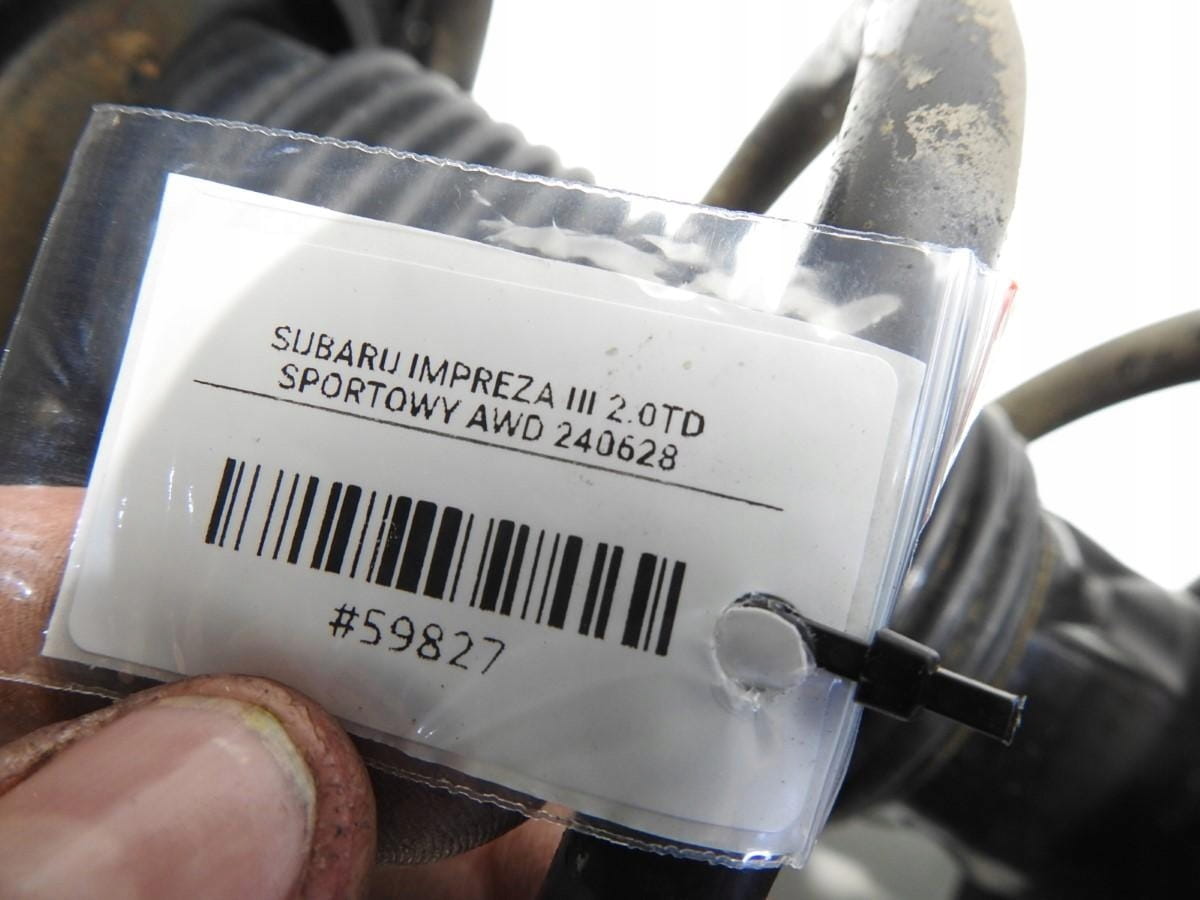 SUBARU IMPREZA III 2.0TD
SPORTOWY AWD 240628
#59827